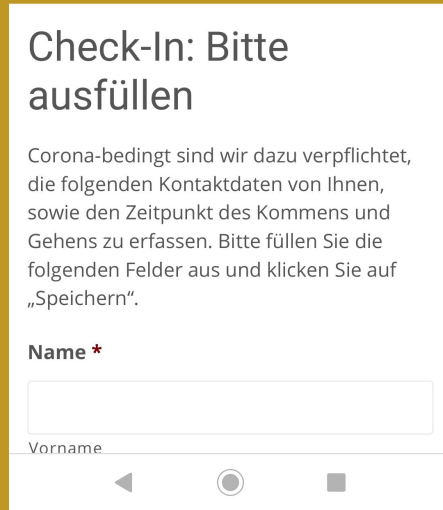 Check-In: Bitte
ausfüllen
Corona-bedingt sind wir dazu verpflichtet,
die folgenden Kontaktdaten von Ihnen,
sowie den Zeitpunkt des Kommens und
Gehens zu erfassen. Bitte füllen Sie die
folgenden Felder aus und klicken Sie auf
„Speichern“.
Name *
Vorname